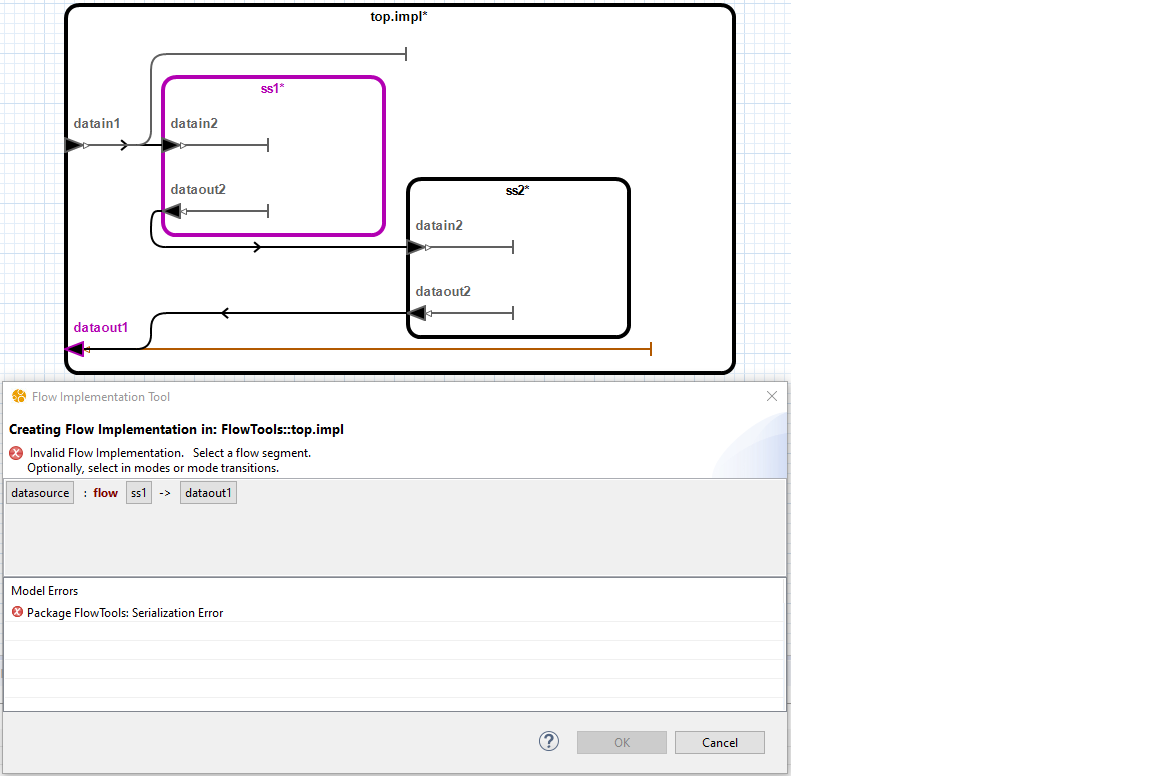 top.impl*
ss1*
datain1
datain2
dataout2
ss2*
datain2
dataout2
dataout1
Flow Implementation Tool
Creating Flow Implementation in: FlowTools::top.impl
Invalid Flow Implementation. Select a flow segment.
Optionally, select in modes or mode transitions.
datasource : flow ss1 -> dataout1
Model Errors
Package FlowTools: Serialization Error
?
OK Cancel